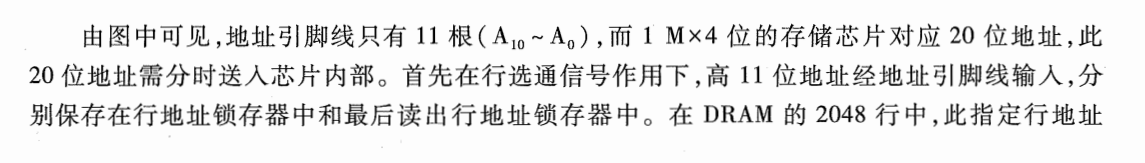 由图中可见,地址引脚线只有 11 根(A₁₀ ~ A₀),而 1 M×4 位的存储芯片对应 20 位地址,此
20 位地址需分时送入芯片内部。首先在行选通信号作用下,高 11 位地址经地址引脚线输入,分
别保存在行地址锁存器中和最后读出行地址锁存器中。在 DRAM 的 2048 行中,此指定行地址